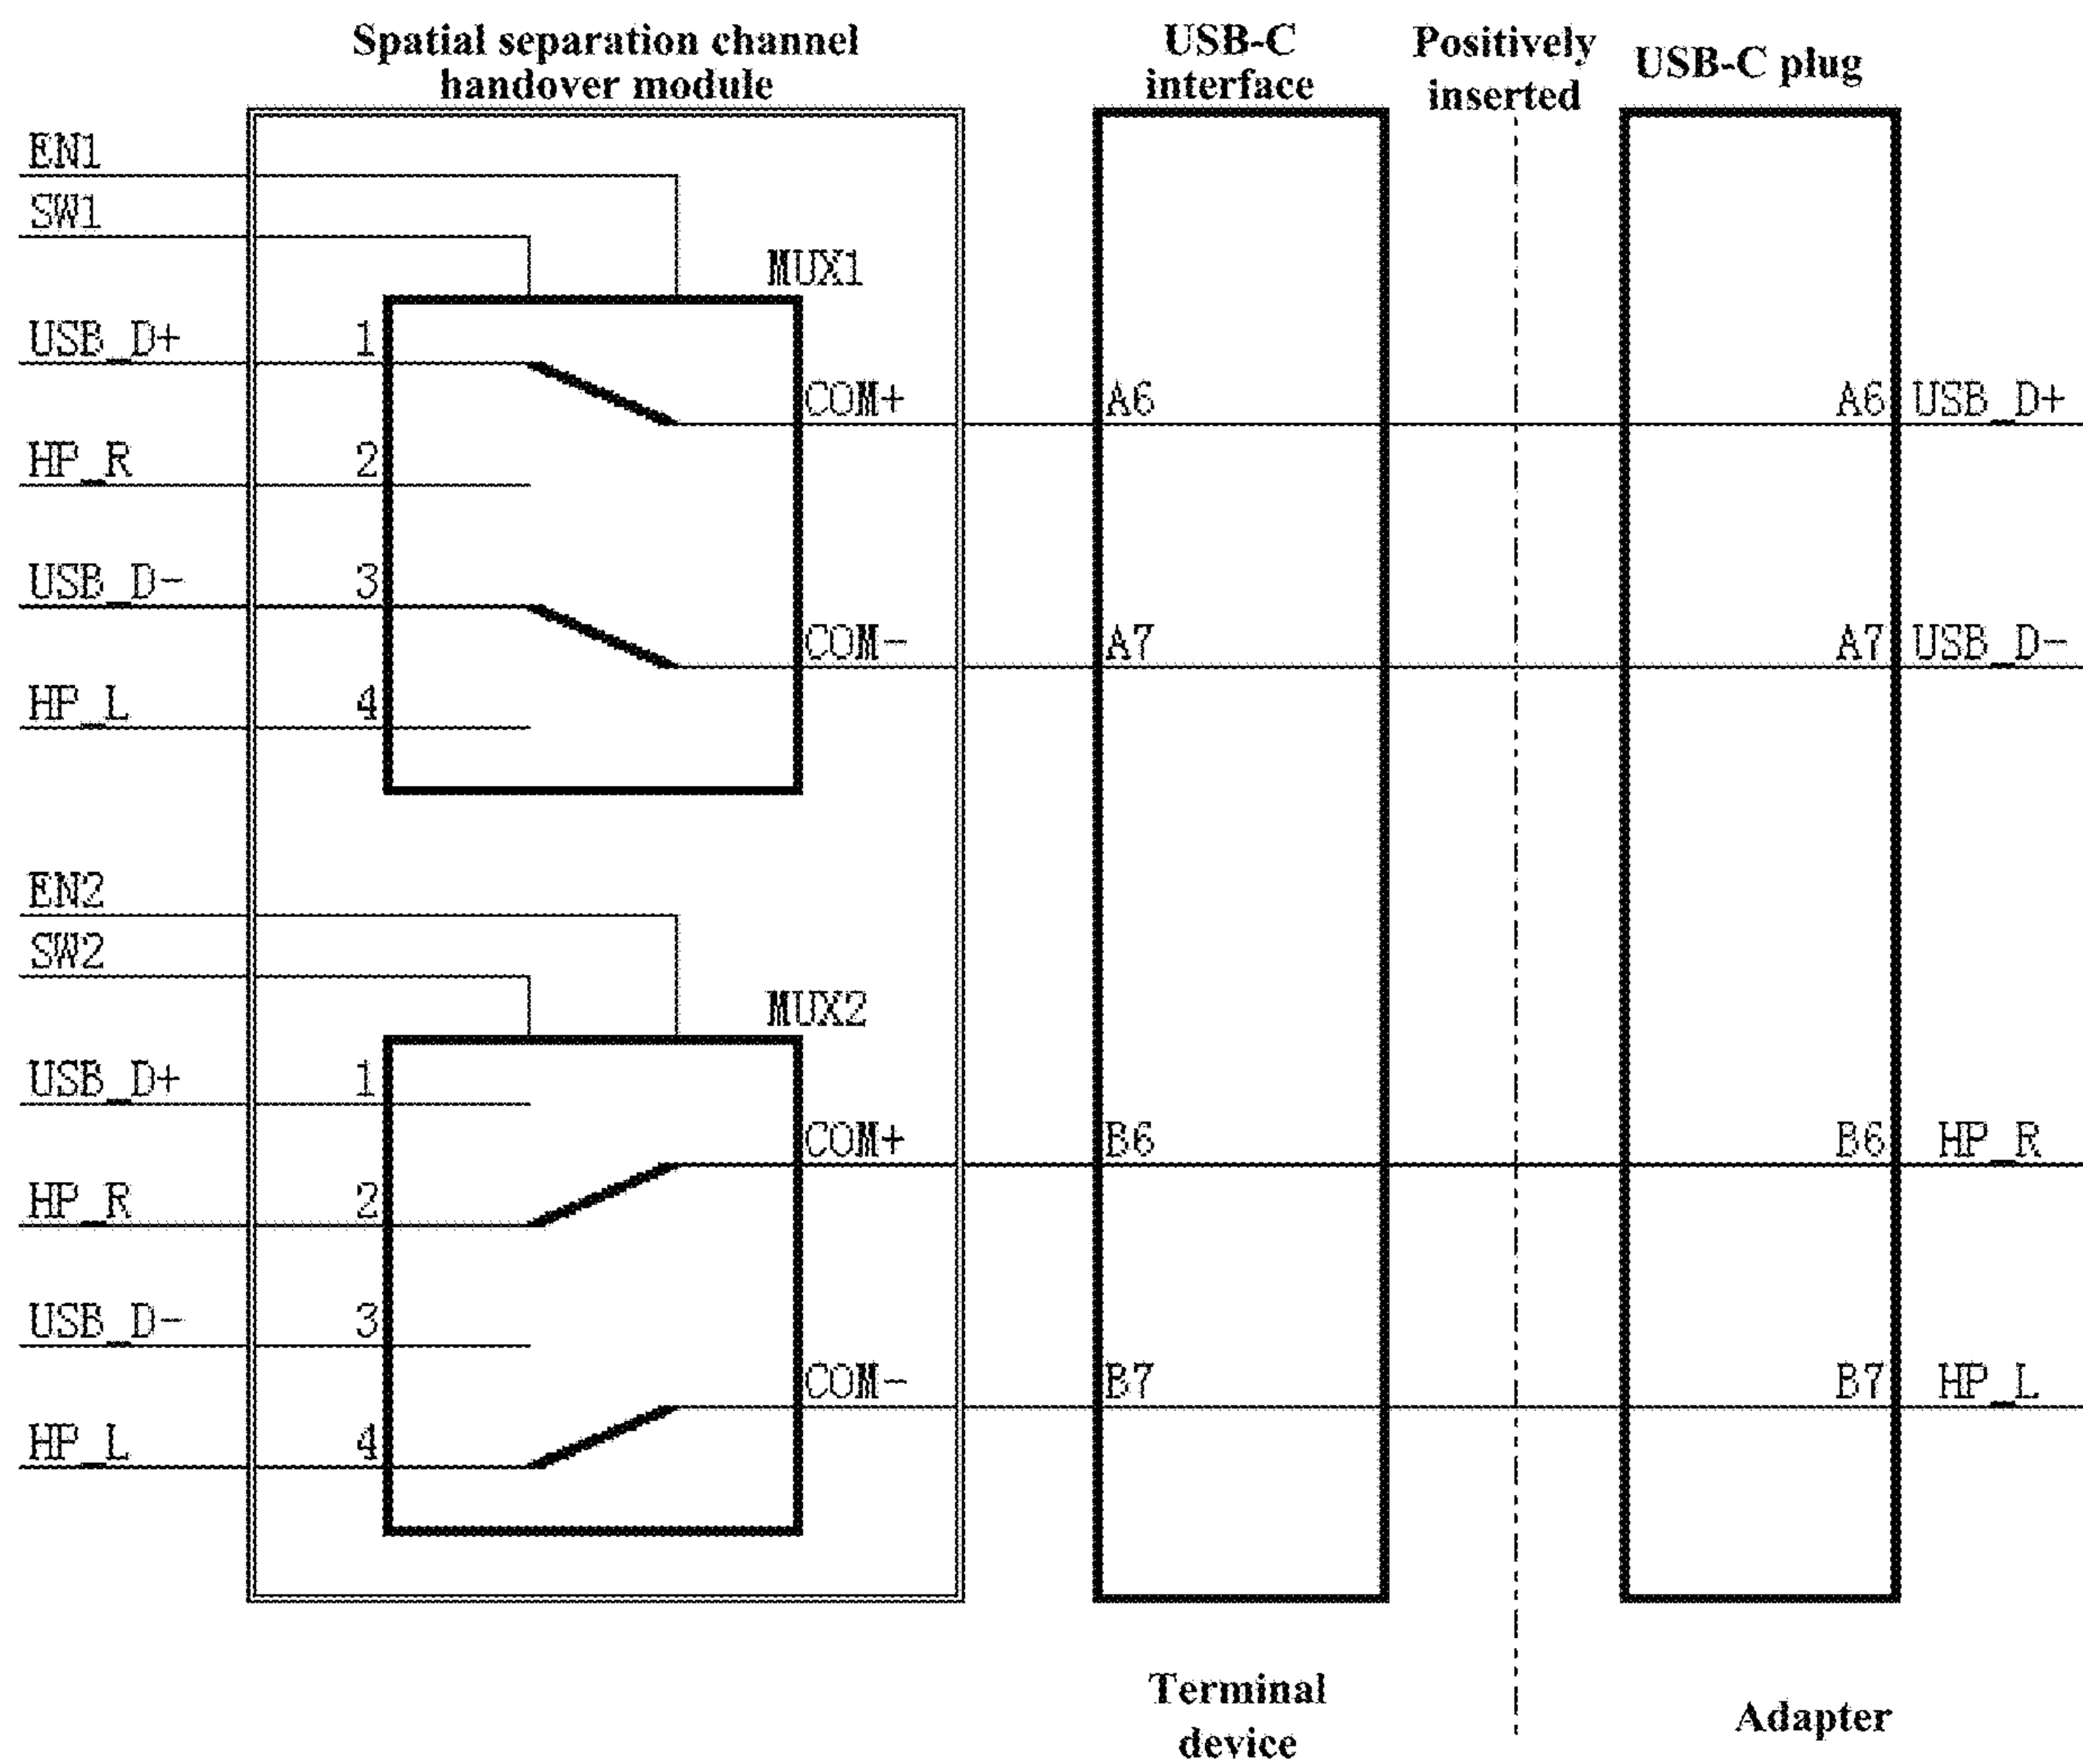 Spatial separation channel
handover module
USB-C
interface
Positively
inserted
USB-C plug
EN1
SW1
MUX1
USB_D+ 1
COM+ A6 A6 USB_D+
HP_R 2
USB_D- 3
COM- A7 A7 USB_D-
HP_L 4
EN2
SW2
MUX2
USB_D+ 1
COM+ B6 B6 HP_R
HP_R 2
USB_D- 3
COM- B7 B7 HP_L
HP_L 4
Terminal
device
Adapter